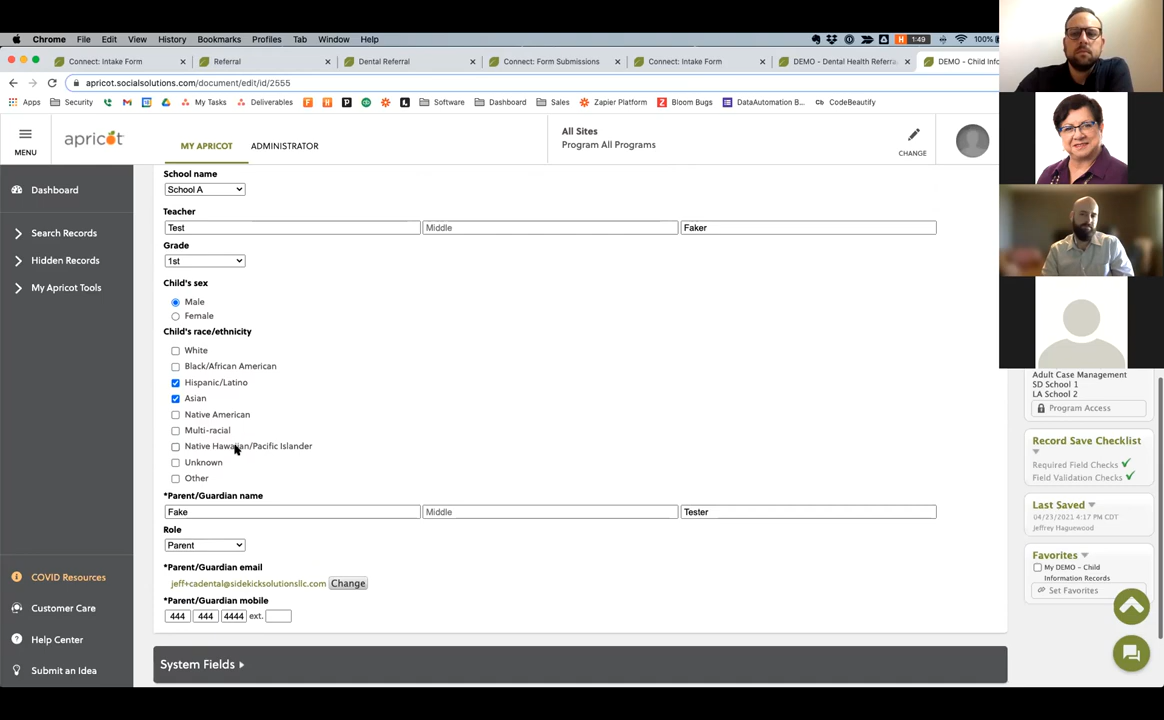 Chrome File Edit View History Bookmarks Profiles Tab Window Help H 1:49 100%
Connect: Intake Form × Referral × Dental Referral × Connect: Form Submissions × Connect: Intake Form × DEMO - Dental Health Referra × DEMO - Child Info
apricot.socialsolutions.com/document/edit/id/2555
Apps Security My Tasks Deliverables Software Dashboard Sales Zapier Platform Bloom Bugs DataAutomation B... CodeBeautify
MENU
apricot
MY APRICOT
ADMINISTRATOR
All Sites
Program All Programs
CHANGE
Dashboard
Search Records
Hidden Records
My Apricot Tools
COVID Resources
Customer Care
Help Center
Submit an Idea
School name
School A
Teacher
Test Middle Faker
Grade
1st
Child's sex
Male
Female
Child's race/ethnicity
White
Black/African American
Hispanic/Latino
Asian
Native American
Multi-racial
Native Hawaiian/Pacific Islander
Unknown
Other
*Parent/Guardian name
Fake Middle Tester
Role
Parent
*Parent/Guardian email
jeff+cadental@sidekicksolutionsllc.com Change
*Parent/Guardian mobile
444 444 4444 ext.
System Fields
Adult Case Management
SD School 1
LA School 2
Program Access
Record Save Checklist
Required Field Checks
Field Validation Checks
Last Saved
04/23/2021 4:17 PM CDT
Jeffrey Haguewood
Favorites
My DEMO - Child
Information Records
Set Favorites